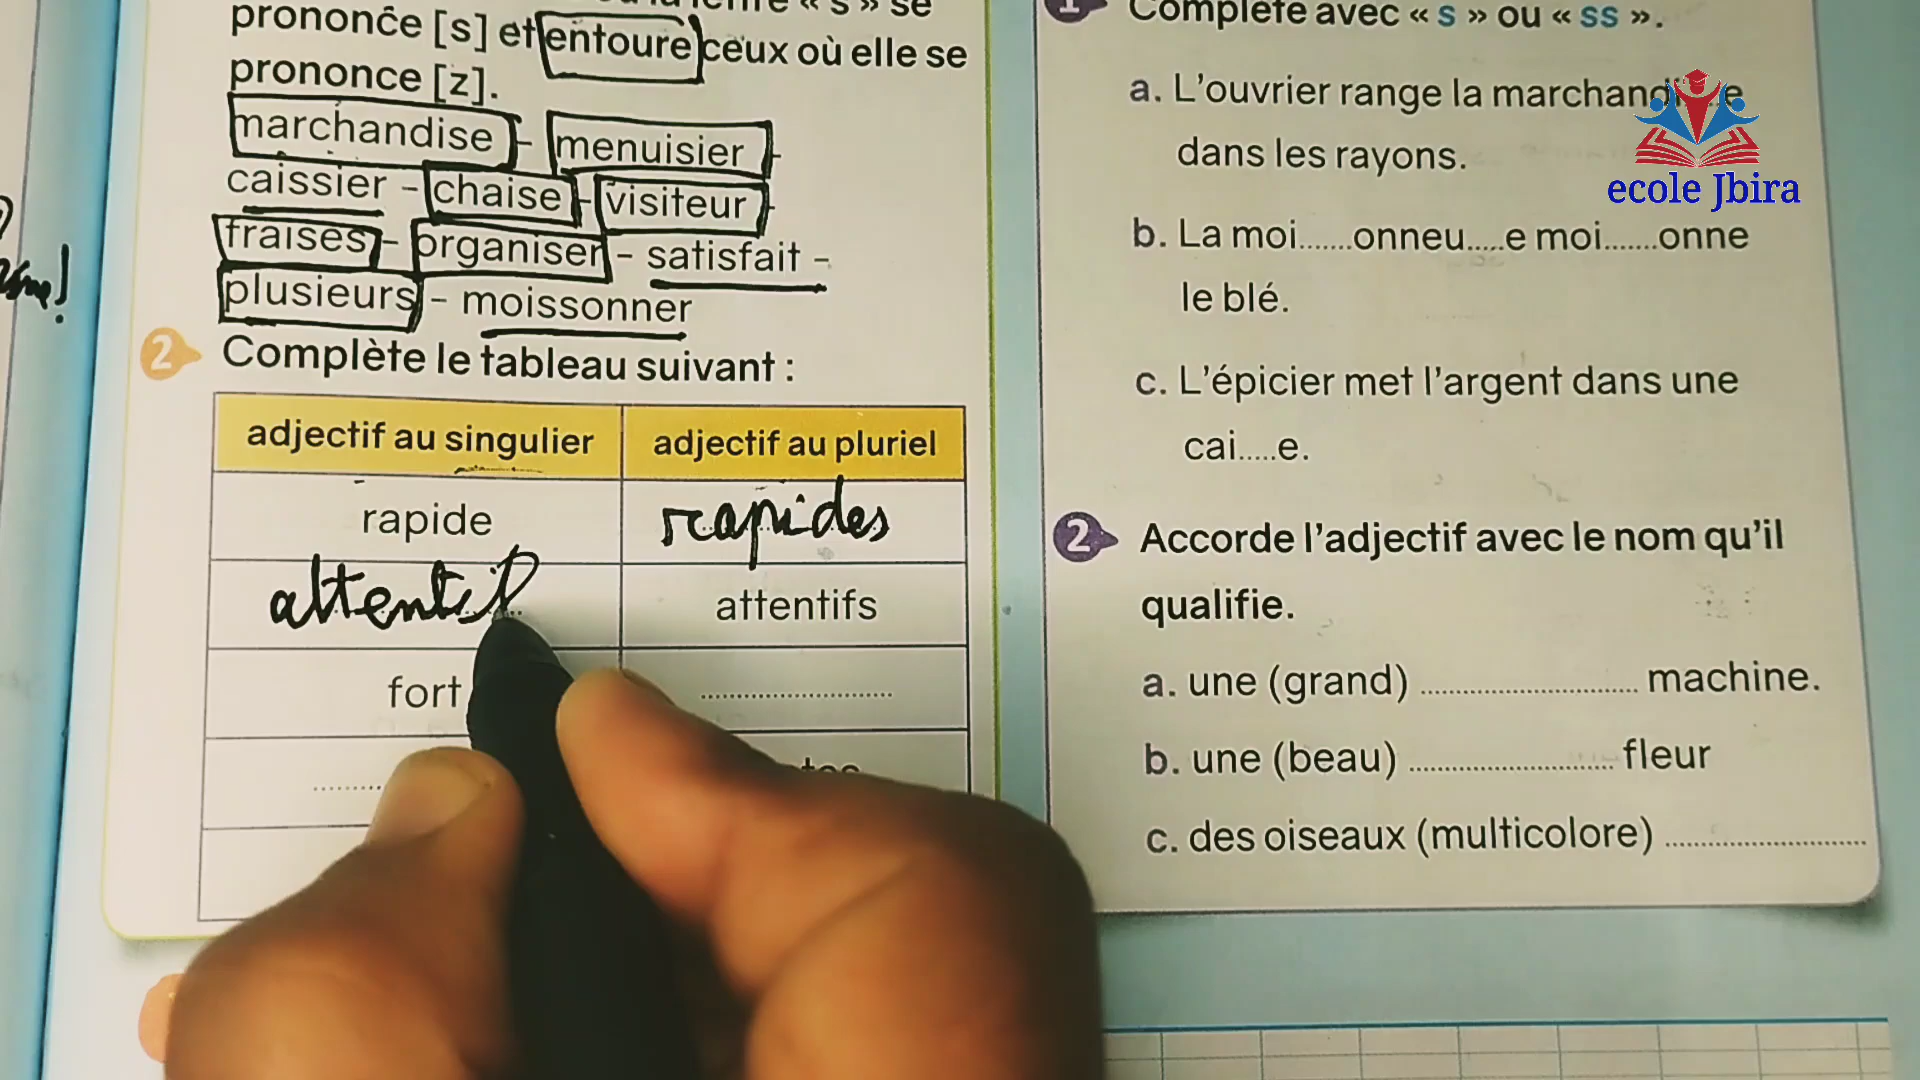 prononce [s] et entoure ceux où elle se
prononce [z].
marchandise - menuisier -
caissier - chaise - visiteur -
fraises - organiser - satisfait -
plusieurs - moissonner
2 Complète le tableau suivant :
adjectif au singulier adjectif au pluriel
rapide rapides
attentif attentifs
fort ....................
1 Complète avec « s » ou « ss ».
a. L'ouvrier range la marchandi....e
dans les rayons.
b. La moi.......onneu.....e moi.......onne
le blé.
c. L'épicier met l'argent dans une
cai.....e.
2 Accorde l'adjectif avec le nom qu'il
qualifie.
a. une (grand) .................... machine.
b. une (beau) .................... fleur
c. des oiseaux (multicolore) ....................
ecole Jbira